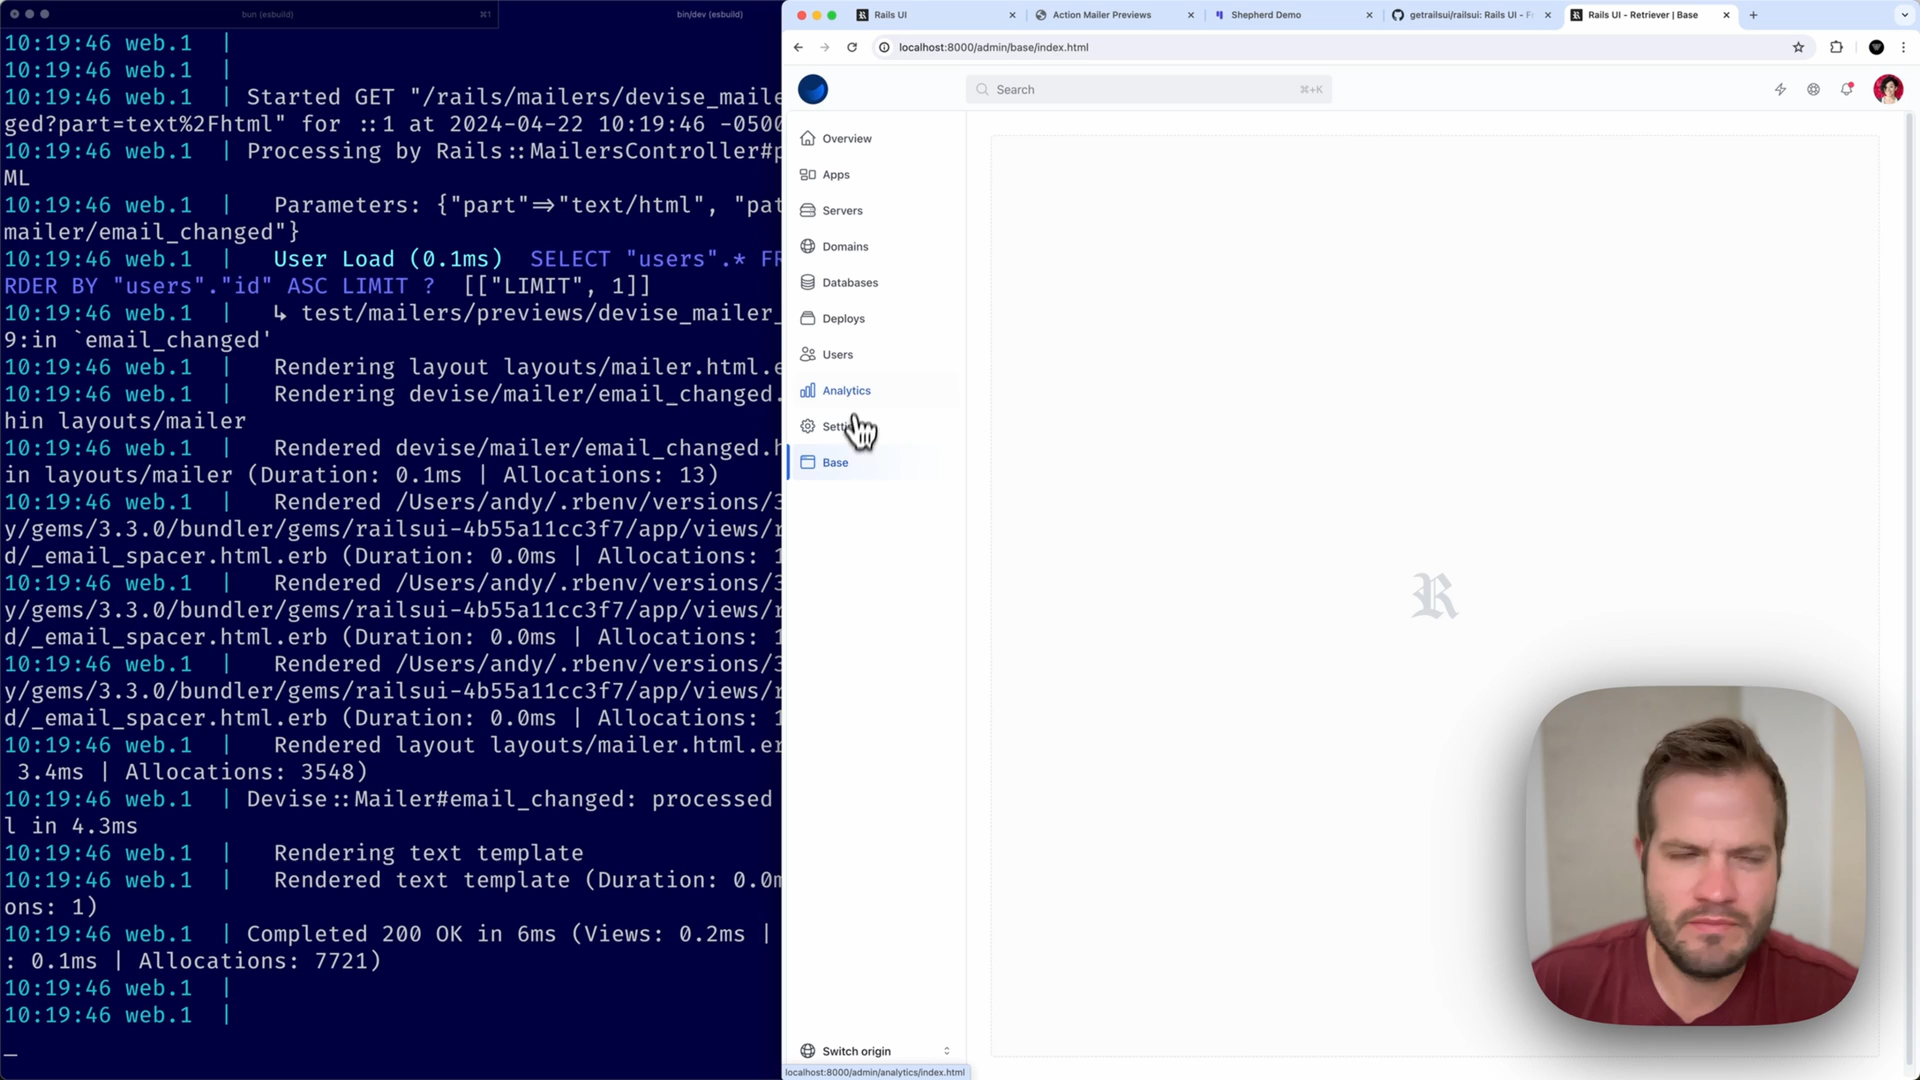 bun (esbuild)
⌘1
bin/dev (esbuild)
10:19:46 web.1  |
10:19:46 web.1  |
10:19:46 web.1  | Started GET "/rails/mailers/devise_maile
ged?part=text%2Fhtml" for ::1 at 2024-04-22 10:19:46 -0500
10:19:46 web.1  | Processing by Rails::MailersController#p
ML
10:19:46 web.1  |   Parameters: {"part"=>"text/html", "pat
mailer/email_changed"}
10:19:46 web.1  |   User Load (0.1ms)  SELECT "users".* FR
RDER BY "users"."id" ASC LIMIT ?  [["LIMIT", 1]]
10:19:46 web.1  |   ↳ test/mailers/previews/devise_mailer_
9:in `email_changed'
10:19:46 web.1  |   Rendering layout layouts/mailer.html.e
10:19:46 web.1  |   Rendering devise/mailer/email_changed.
hin layouts/mailer
10:19:46 web.1  |   Rendered devise/mailer/email_changed.h
in layouts/mailer (Duration: 0.1ms | Allocations: 13)
10:19:46 web.1  |   Rendered /Users/andy/.rbenv/versions/3
y/gems/3.3.0/bundler/gems/railsui-4b55a11cc3f7/app/views/r
d/_email_spacer.html.erb (Duration: 0.0ms | Allocations: 1
10:19:46 web.1  |   Rendered /Users/andy/.rbenv/versions/3
y/gems/3.3.0/bundler/gems/railsui-4b55a11cc3f7/app/views/r
d/_email_spacer.html.erb (Duration: 0.0ms | Allocations: 1
10:19:46 web.1  |   Rendered /Users/andy/.rbenv/versions/3
y/gems/3.3.0/bundler/gems/railsui-4b55a11cc3f7/app/views/r
d/_email_spacer.html.erb (Duration: 0.0ms | Allocations: 1
10:19:46 web.1  |   Rendered layout layouts/mailer.html.er
 3.4ms | Allocations: 3548)
10:19:46 web.1  | Devise::Mailer#email_changed: processed
l in 4.3ms
10:19:46 web.1  |   Rendering text template
10:19:46 web.1  |   Rendered text template (Duration: 0.0m
ons: 1)
10:19:46 web.1  | Completed 200 OK in 6ms (Views: 0.2ms |
: 0.1ms | Allocations: 7721)
10:19:46 web.1  |
10:19:46 web.1  |
Rails UI
Action Mailer Previews
Shepherd Demo
getrailsui/railsui: Rails UI - Fr
Rails UI - Retriever | Base
localhost:8000/admin/base/index.html
Search
⌘+K
Overview
Apps
Servers
Domains
Databases
Deploys
Users
Analytics
Base
R
Switch origin
localhost:8000/admin/analytics/index.html